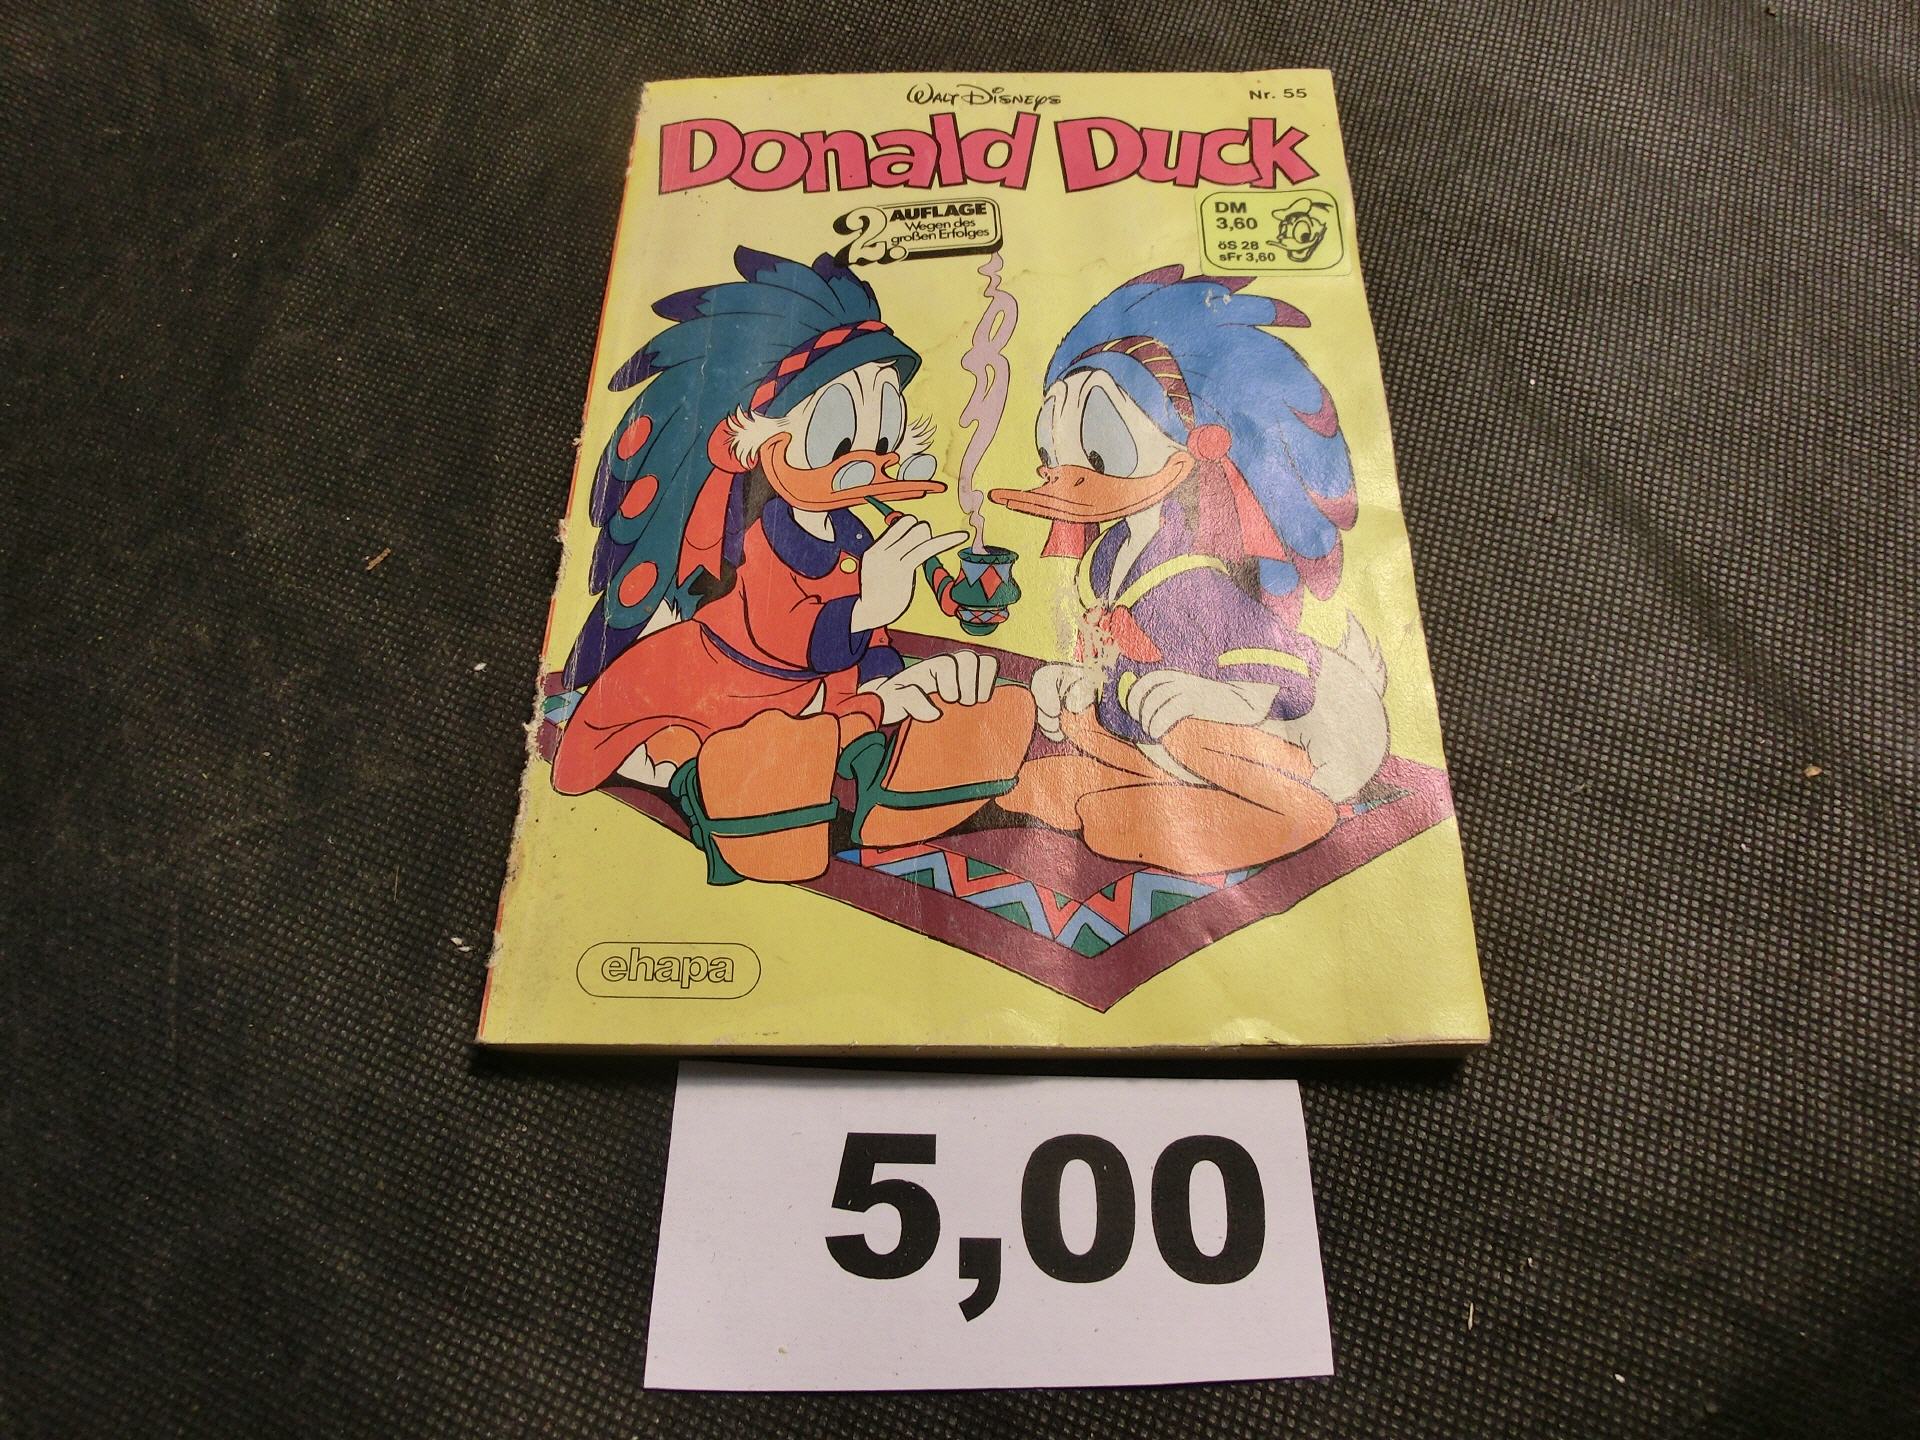 Walt Disneys
Nr. 55
Donald Duck
2. AUFLAGE
Wegen des
großen Erfolges
DM
3,60
öS 28
sFr 3,60
ehapa
5,00